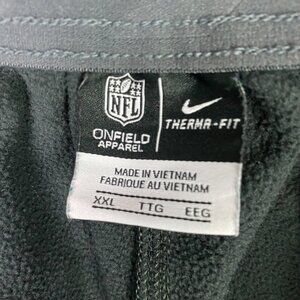 NFL
ONFIELD
APPAREL
THERMA-FIT
MADE IN VIETNAM
FABRIQUE AU VIETNAM
XXL TTG EEG